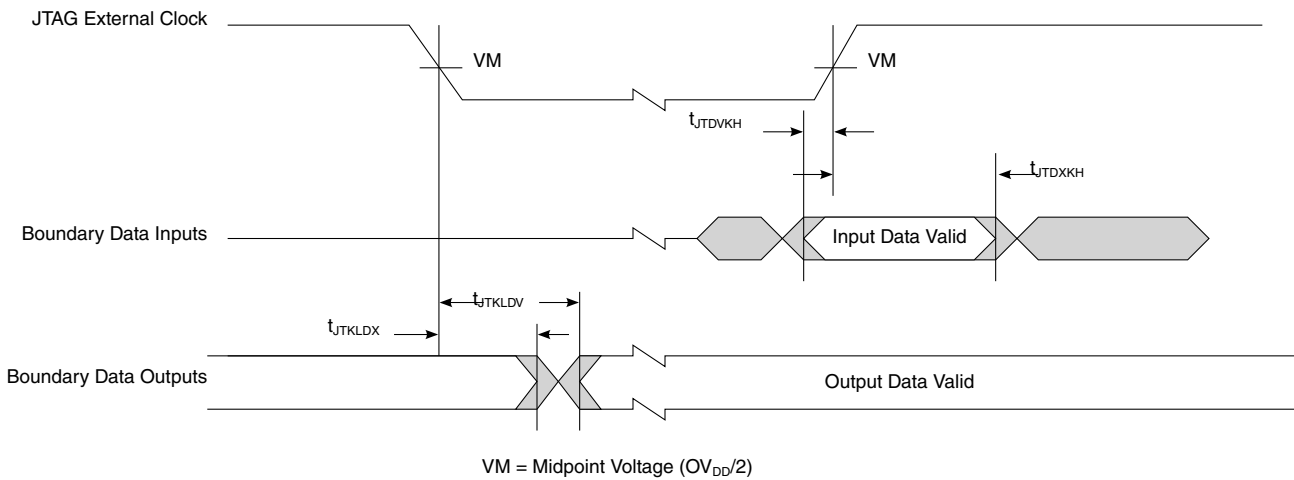 JTAG External Clock
VM
VM
tJTDVKH
tJTDXKH
Boundary Data Inputs
Input Data Valid
tJTKLDV
tJTKLDX
Boundary Data Outputs
Output Data Valid
VM = Midpoint Voltage (OVDD/2)